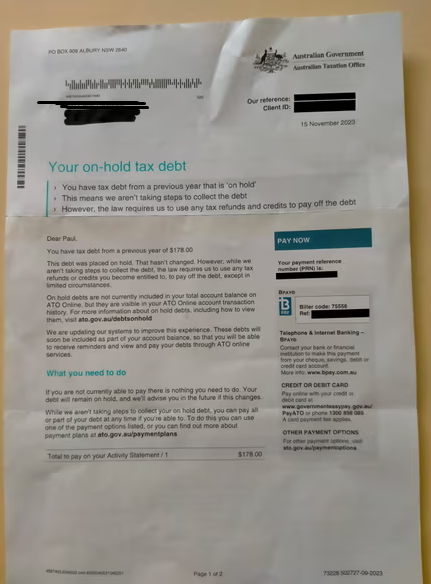 PO BOX 908 ALBURY NSW 2640
Australian Government
Australian Taxation Office
Our reference:
Client ID:
15 November 2023
Your on-hold tax debt
› You have tax debt from a previous year that is 'on hold'
› This means we aren't taking steps to collect the debt
› However, the law requires us to use any tax refunds and credits to pay off the debt
Dear Paul,
You have tax debt from a previous year of $178.00
This debt was placed on hold. That hasn't changed. However, while we
aren't taking steps to collect the debt, the law requires us to use any tax
refunds or credits you become entitled to, to pay off the debt, except in
limited circumstances.
On hold debts are not currently included in your total account balance on
ATO Online, but they are visible in your ATO Online account transaction
history. For more information about on hold debts, including how to view
them, visit ato.gov.au/debtsonhold
We are updating our systems to improve this experience. These debts will
soon be included as part of your account balance, so that you will be able
to receive reminders and view and pay your debts through ATO online
services.
What you need to do
If you are not currently able to pay there is nothing you need to do. Your
debt will remain on hold, and we'll advise you in the future if this changes.
While we aren't taking steps to collect your on hold debt, you can pay all
or part of your debt at any time if you're able to. To do this you can use
one of the payment options listed, or you can find out more about
payment plans at ato.gov.au/paymentplans
Total to pay on your Activity Statement / 1 $178.00
PAY NOW
Your payment reference
number (PRN) is:
BPAY®
B
PAY
Biller code: 75556
Ref:
Telephone & Internet Banking –
BPAY®
Contact your bank or financial
institution to make this payment
from your cheque, savings, debit or
credit card account.
More info: www.bpay.com.au
CREDIT OR DEBIT CARD
Pay online with your credit or
debit card at
www.governmenteasypay.gov.au/
PayATO or phone 1300 898 089
A card payment fee applies.
OTHER PAYMENT OPTIONS
For other payment options, visit
ato.gov.au/paymentoptions
Page 1 of 2